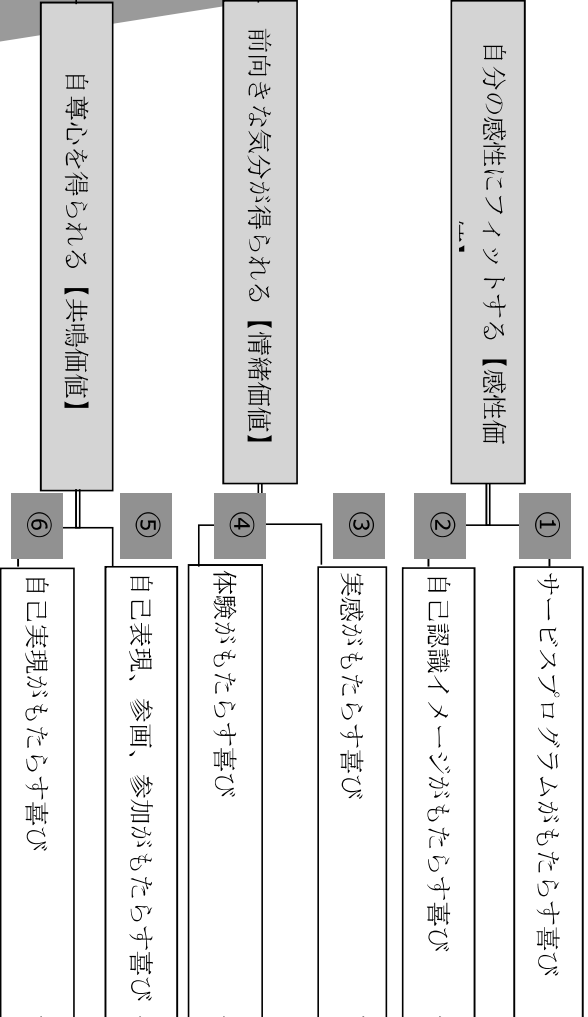 自分の感性にフィットする【感性価
値】
①
サービスプログラムがもたらす喜び
②
自己認識イメージがもたらす喜び
前向きな気分が得られる【情緒価値】
③
実感がもたらす喜び
④
体験がもたらす喜び
自尊心を得られる【共鳴価値】
⑤
自己表現、参画、参加がもたらす喜び
⑥
自己実現がもたらす喜び